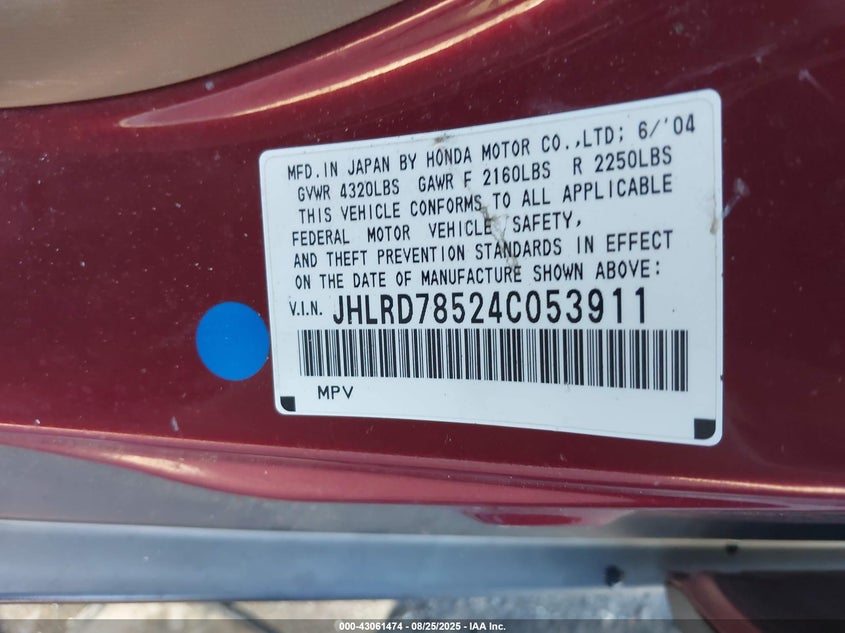 MFD.IN JAPAN BY HONDA MOTOR CO.,LTD; 6/'04
GVWR 4320LBS GAWR F 2160LBS R 2250LBS
THIS VEHICLE CONFORMS TO ALL APPLICABLE
FEDERAL MOTOR VEHICLE SAFETY,
AND THEFT PREVENTION STANDARDS IN EFFECT
ON THE DATE OF MANUFACTURE SHOWN ABOVE:
V.I.N. JHLRD78524C053911
MPV
000-43061474 - 08/25/2025 - IAA Inc.